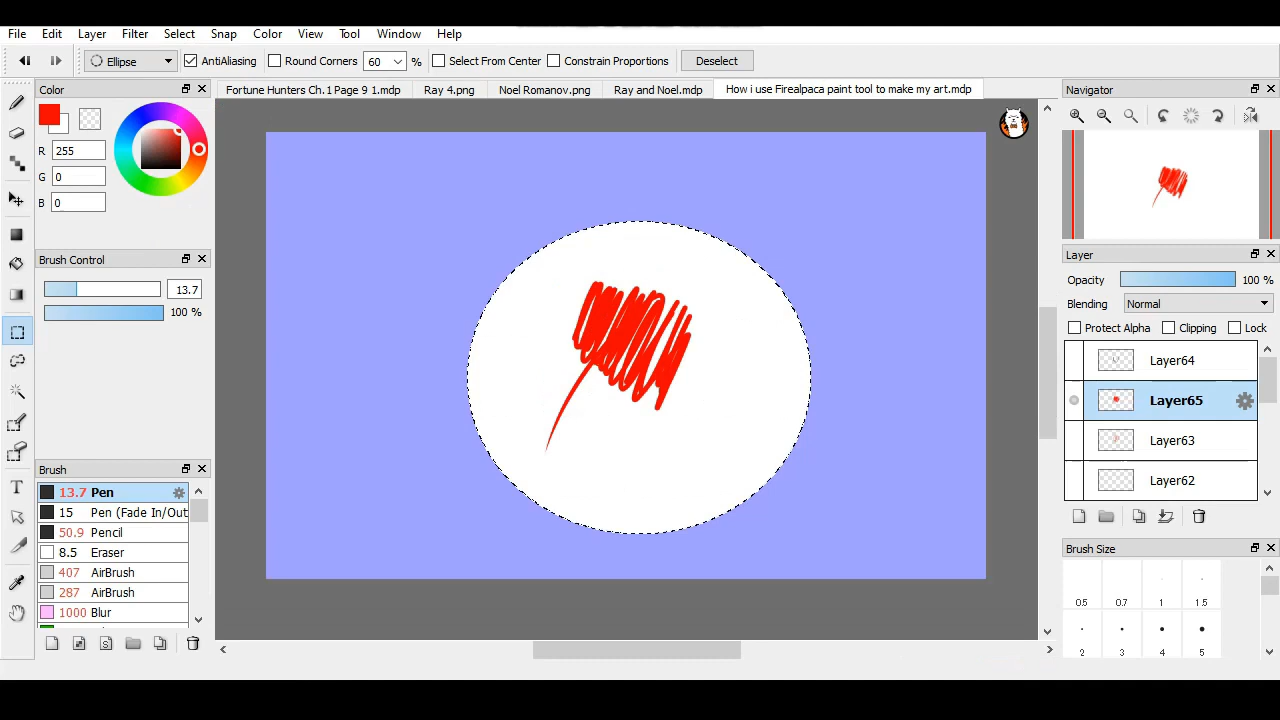 File Edit Layer Filter Select Snap Color View Tool Window Help
Ellipse AntiAliasing Round Corners 60 % Select From Center Constrain Proportions Deselect
Color
R 255
G 0
B 0
Brush Control
13.7
100 %
Brush
13.7 Pen
15 Pen (Fade In/Out
50.9 Pencil
8.5 Eraser
407 AirBrush
287 AirBrush
1000 Blur
Fortune Hunters Ch.1 Page 9 1.mdp Ray 4.png Noel Romanov.png Ray and Noel.mdp How i use Firealpaca paint tool to make my art.mdp
Navigator
Layer
Opacity 100 %
Blending Normal
Protect Alpha Clipping Lock
Layer64
Layer65
Layer63
Layer62
Brush Size
0.5 0.7 1 1.5
2 3 4 5